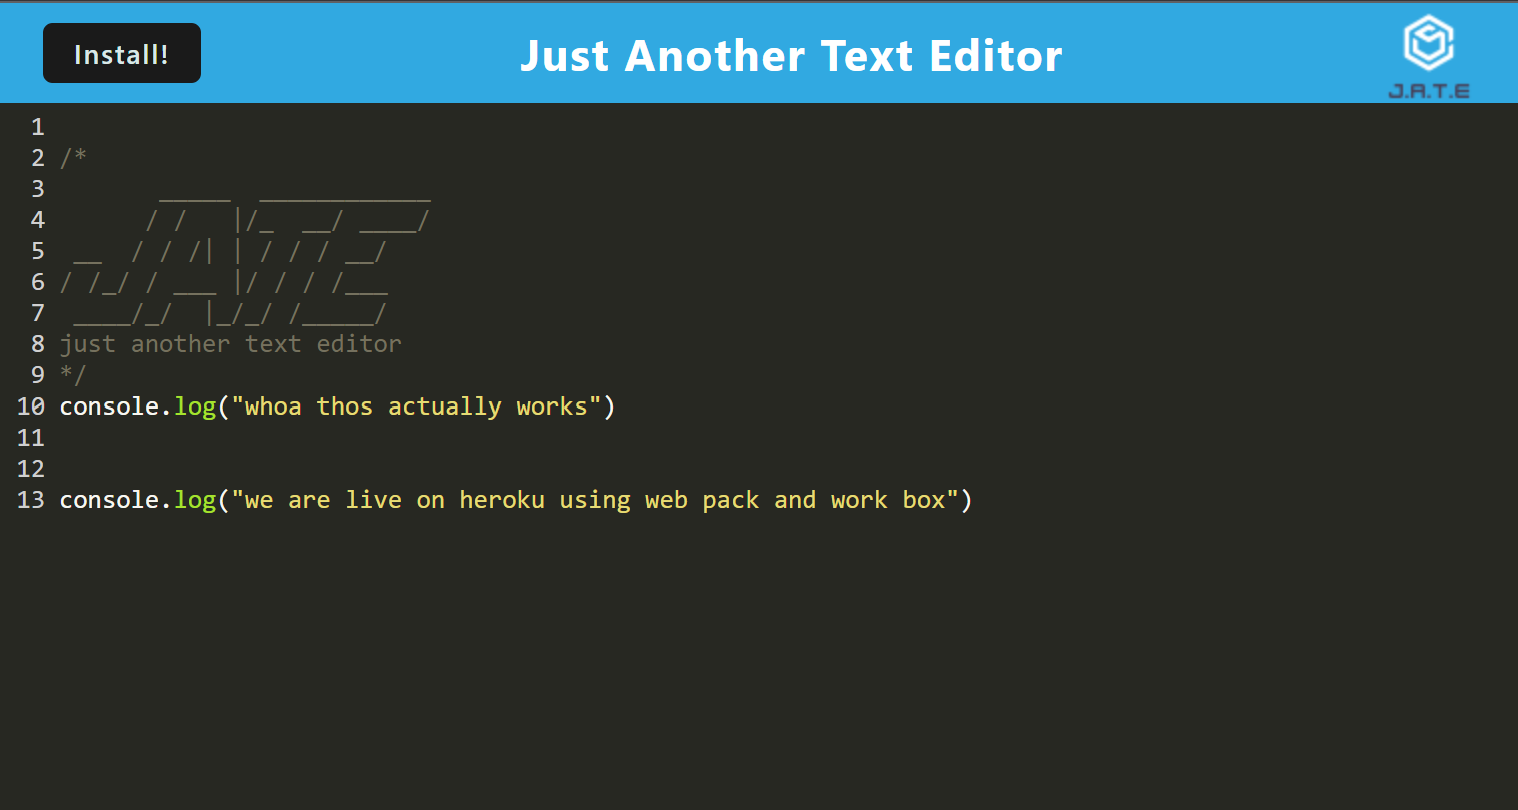 Install!
Just Another Text Editor
J.A.T.E
1
2 /*
3        _____  ____________
4       / /   |/_  __/ ____/
5  __  / / /| | / / / __/
6 / /_/ / ___ |/ / / /___
7  ____/_/  |_/_/ /_____/
8 just another text editor
9 */
10 console.log("whoa thos actually works")
11
12
13 console.log("we are live on heroku using web pack and work box")